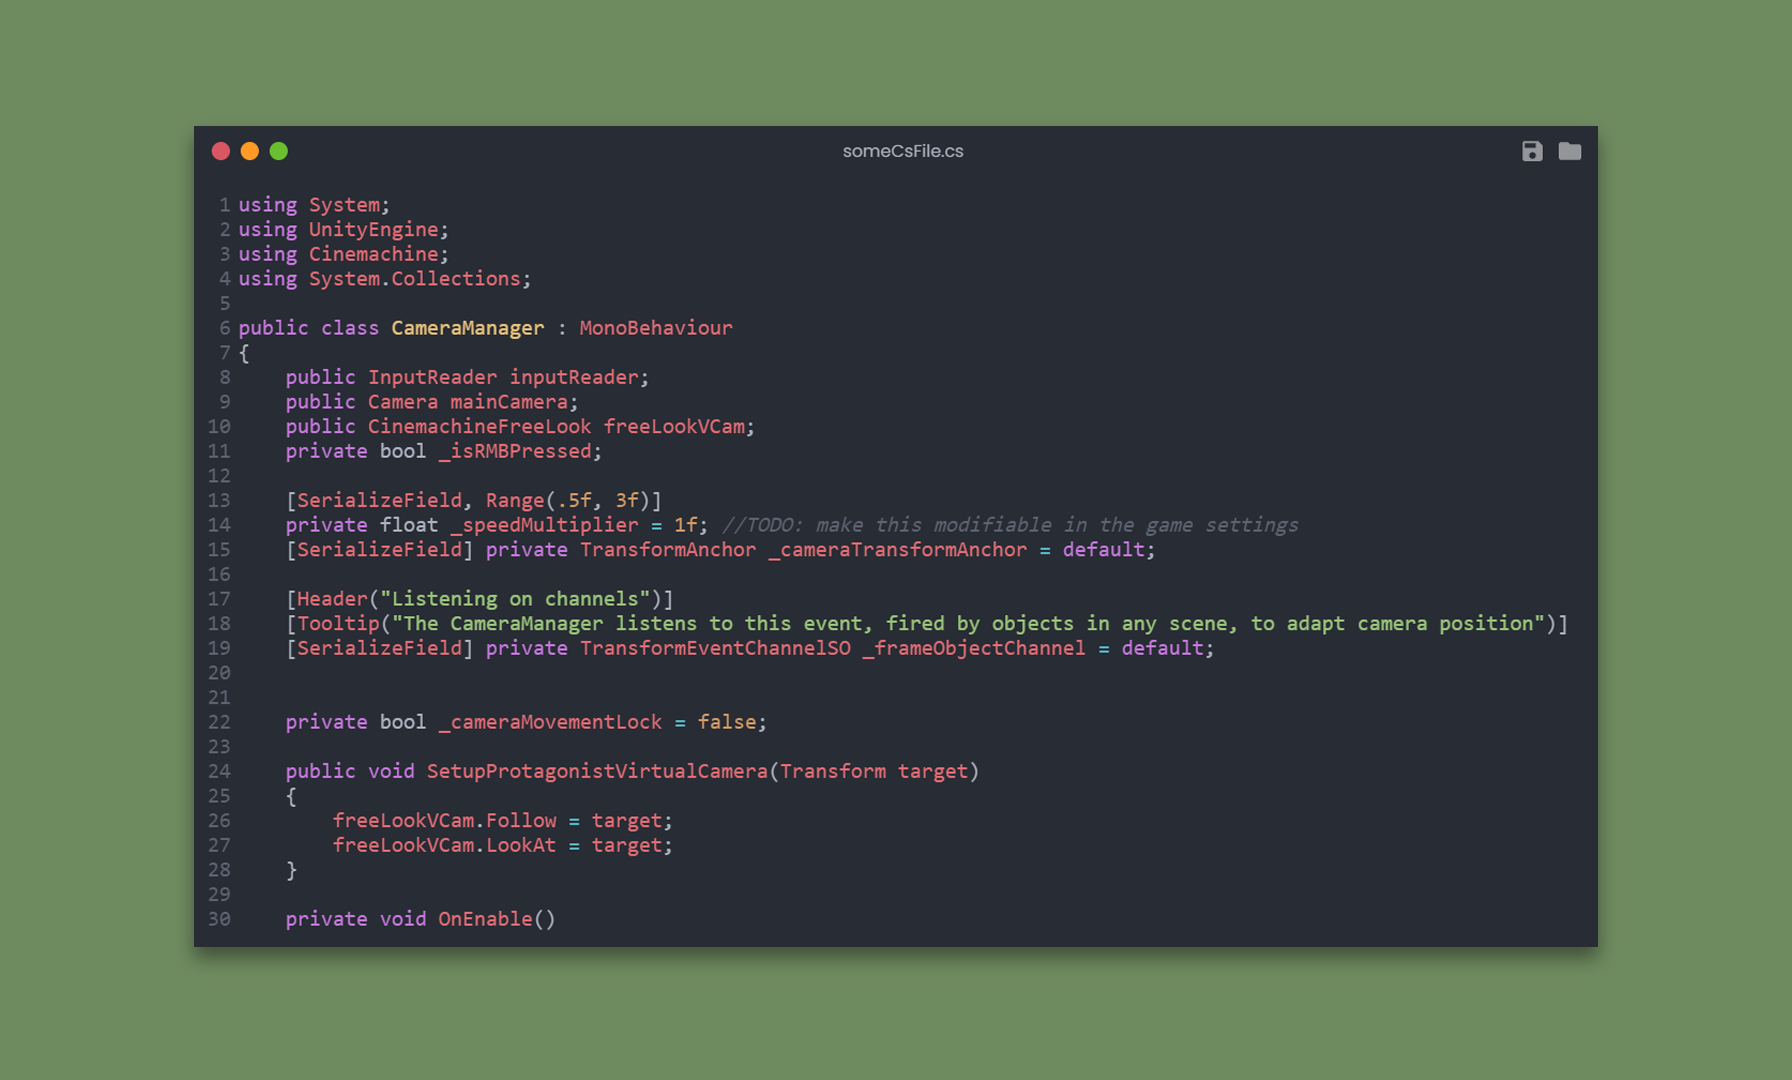 someCsFile.cs
1 using System;
2 using UnityEngine;
3 using Cinemachine;
4 using System.Collections;
5
6 public class CameraManager : MonoBehaviour
7 {
8     public InputReader inputReader;
9     public Camera mainCamera;
10     public CinemachineFreeLook freeLookVCam;
11     private bool _isRMBPressed;
12
13     [SerializeField, Range(.5f, 3f)]
14     private float _speedMultiplier = 1f; //TODO: make this modifiable in the game settings
15     [SerializeField] private TransformAnchor _cameraTransformAnchor = default;
16
17     [Header("Listening on channels")]
18     [Tooltip("The CameraManager listens to this event, fired by objects in any scene, to adapt camera position")]
19     [SerializeField] private TransformEventChannelSO _frameObjectChannel = default;
20
21
22     private bool _cameraMovementLock = false;
23
24     public void SetupProtagonistVirtualCamera(Transform target)
25     {
26         freeLookVCam.Follow = target;
27         freeLookVCam.LookAt = target;
28     }
29
30     private void OnEnable()